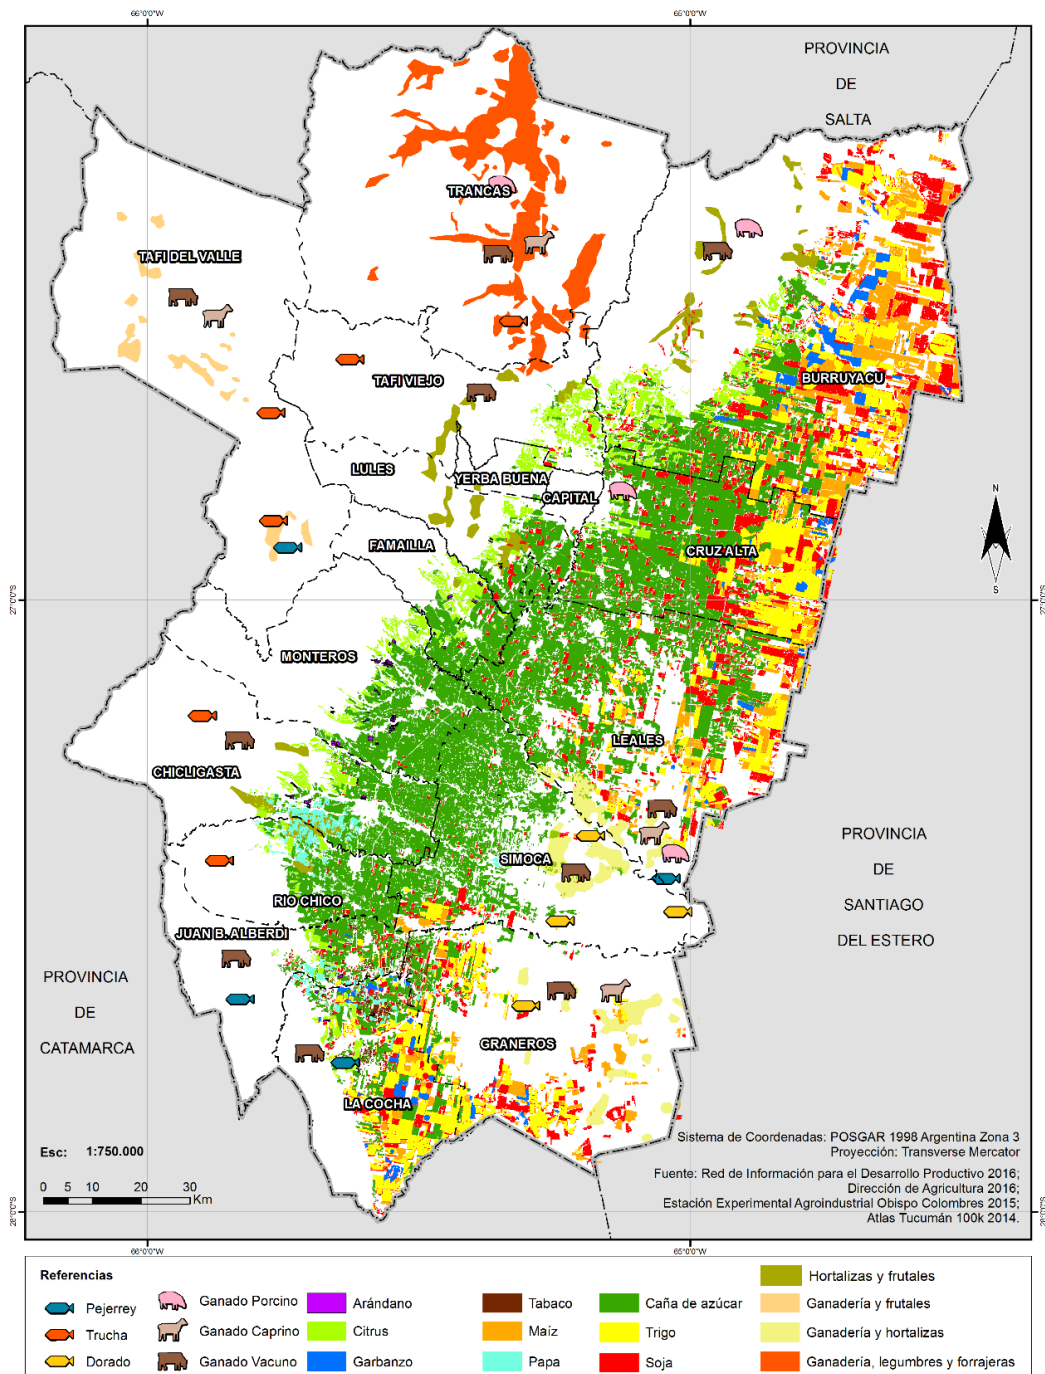 66°0'0"W
65°0'0"W
PROVINCIA
DE
SALTA
TRANCAS
TAFI DEL VALLE
BURRUYACÚ
TAFI VIEJO
LULES
YERBA BUENA
CAPITAL
FAMAILLA
CRUZ ALTA
N
S
27°0'0"S
27°0'0"S
MONTEROS
LEALES
CHICLIGASTA
PROVINCIA
DE
SANTIAGO
DEL ESTERO
SIMOCA
RIO CHICO
JUAN B. ALBERDI
PROVINCIA
DE
CATAMARCA
GRANEROS
LA COCHA
Esc: 1:750.000
0 5 10 20 30 Km
Sistema de Coordenadas: POSGAR 1998 Argentina Zona 3
Proyección: Transverse Mercator
Fuente: Red de Información para el Desarrollo Productivo 2016;
Dirección de Agricultura 2016;
Estación Experimental Agroindustrial Obispo Colombres 2015;
Atlas Tucumán 100k 2014.
28°0'0"S
28°0'0"S
66°0'0"W
65°0'0"W
Referencias
Pejerrey
Trucha
Dorado
Ganado Porcino
Ganado Caprino
Ganado Vacuno
Arándano
Citrus
Garbanzo
Tabaco
Maíz
Papa
Caña de azúcar
Trigo
Soja
Hortalizas y frutales
Ganadería y frutales
Ganadería y hortalizas
Ganadería, legumbres y forrajeras